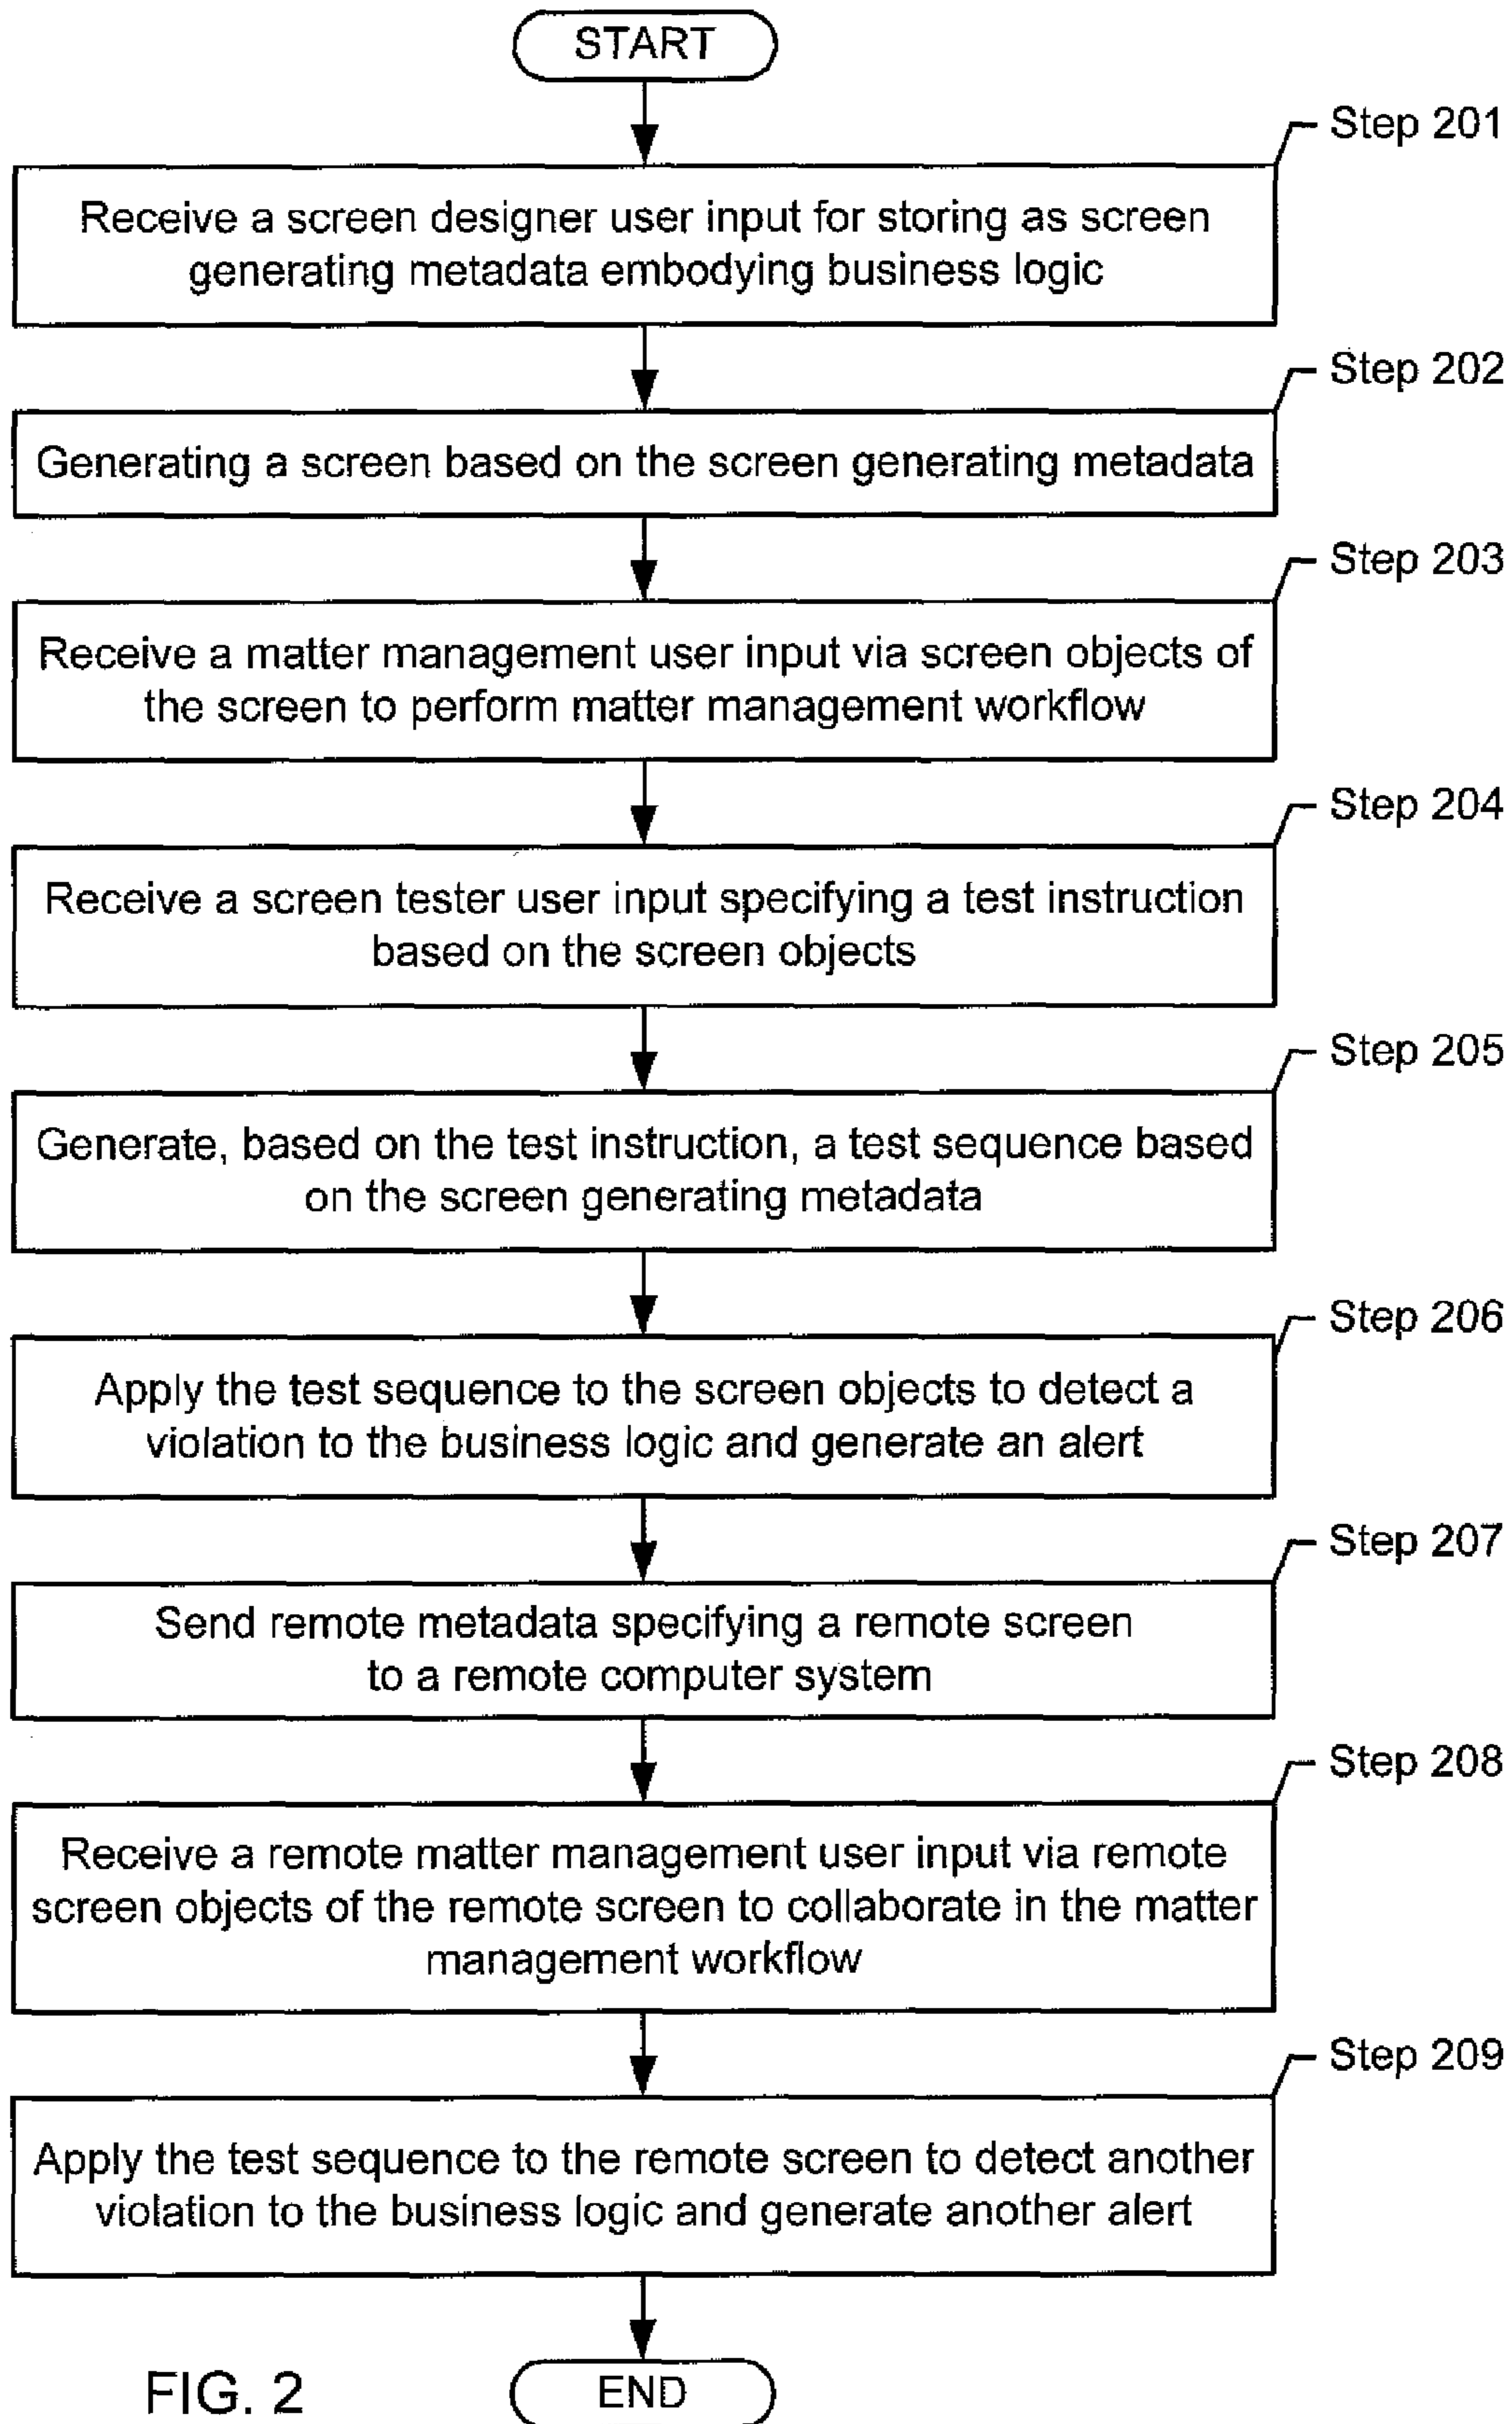 START
Step 201
Receive a screen designer user input for storing as screen
generating metadata embodying business logic
Step 202
Generating a screen based on the screen generating metadata
Step 203
Receive a matter management user input via screen objects of
the screen to perform matter management workflow
Step 204
Receive a screen tester user input specifying a test instruction
based on the screen objects
Step 205
Generate, based on the test instruction, a test sequence based
on the screen generating metadata
Step 206
Apply the test sequence to the screen objects to detect a
violation to the business logic and generate an alert
Step 207
Send remote metadata specifying a remote screen
to a remote computer system
Step 208
Receive a remote matter management user input via remote
screen objects of the remote screen to collaborate in the matter
management workflow
Step 209
Apply the test sequence to the remote screen to detect another
violation to the business logic and generate another alert
FIG. 2
END